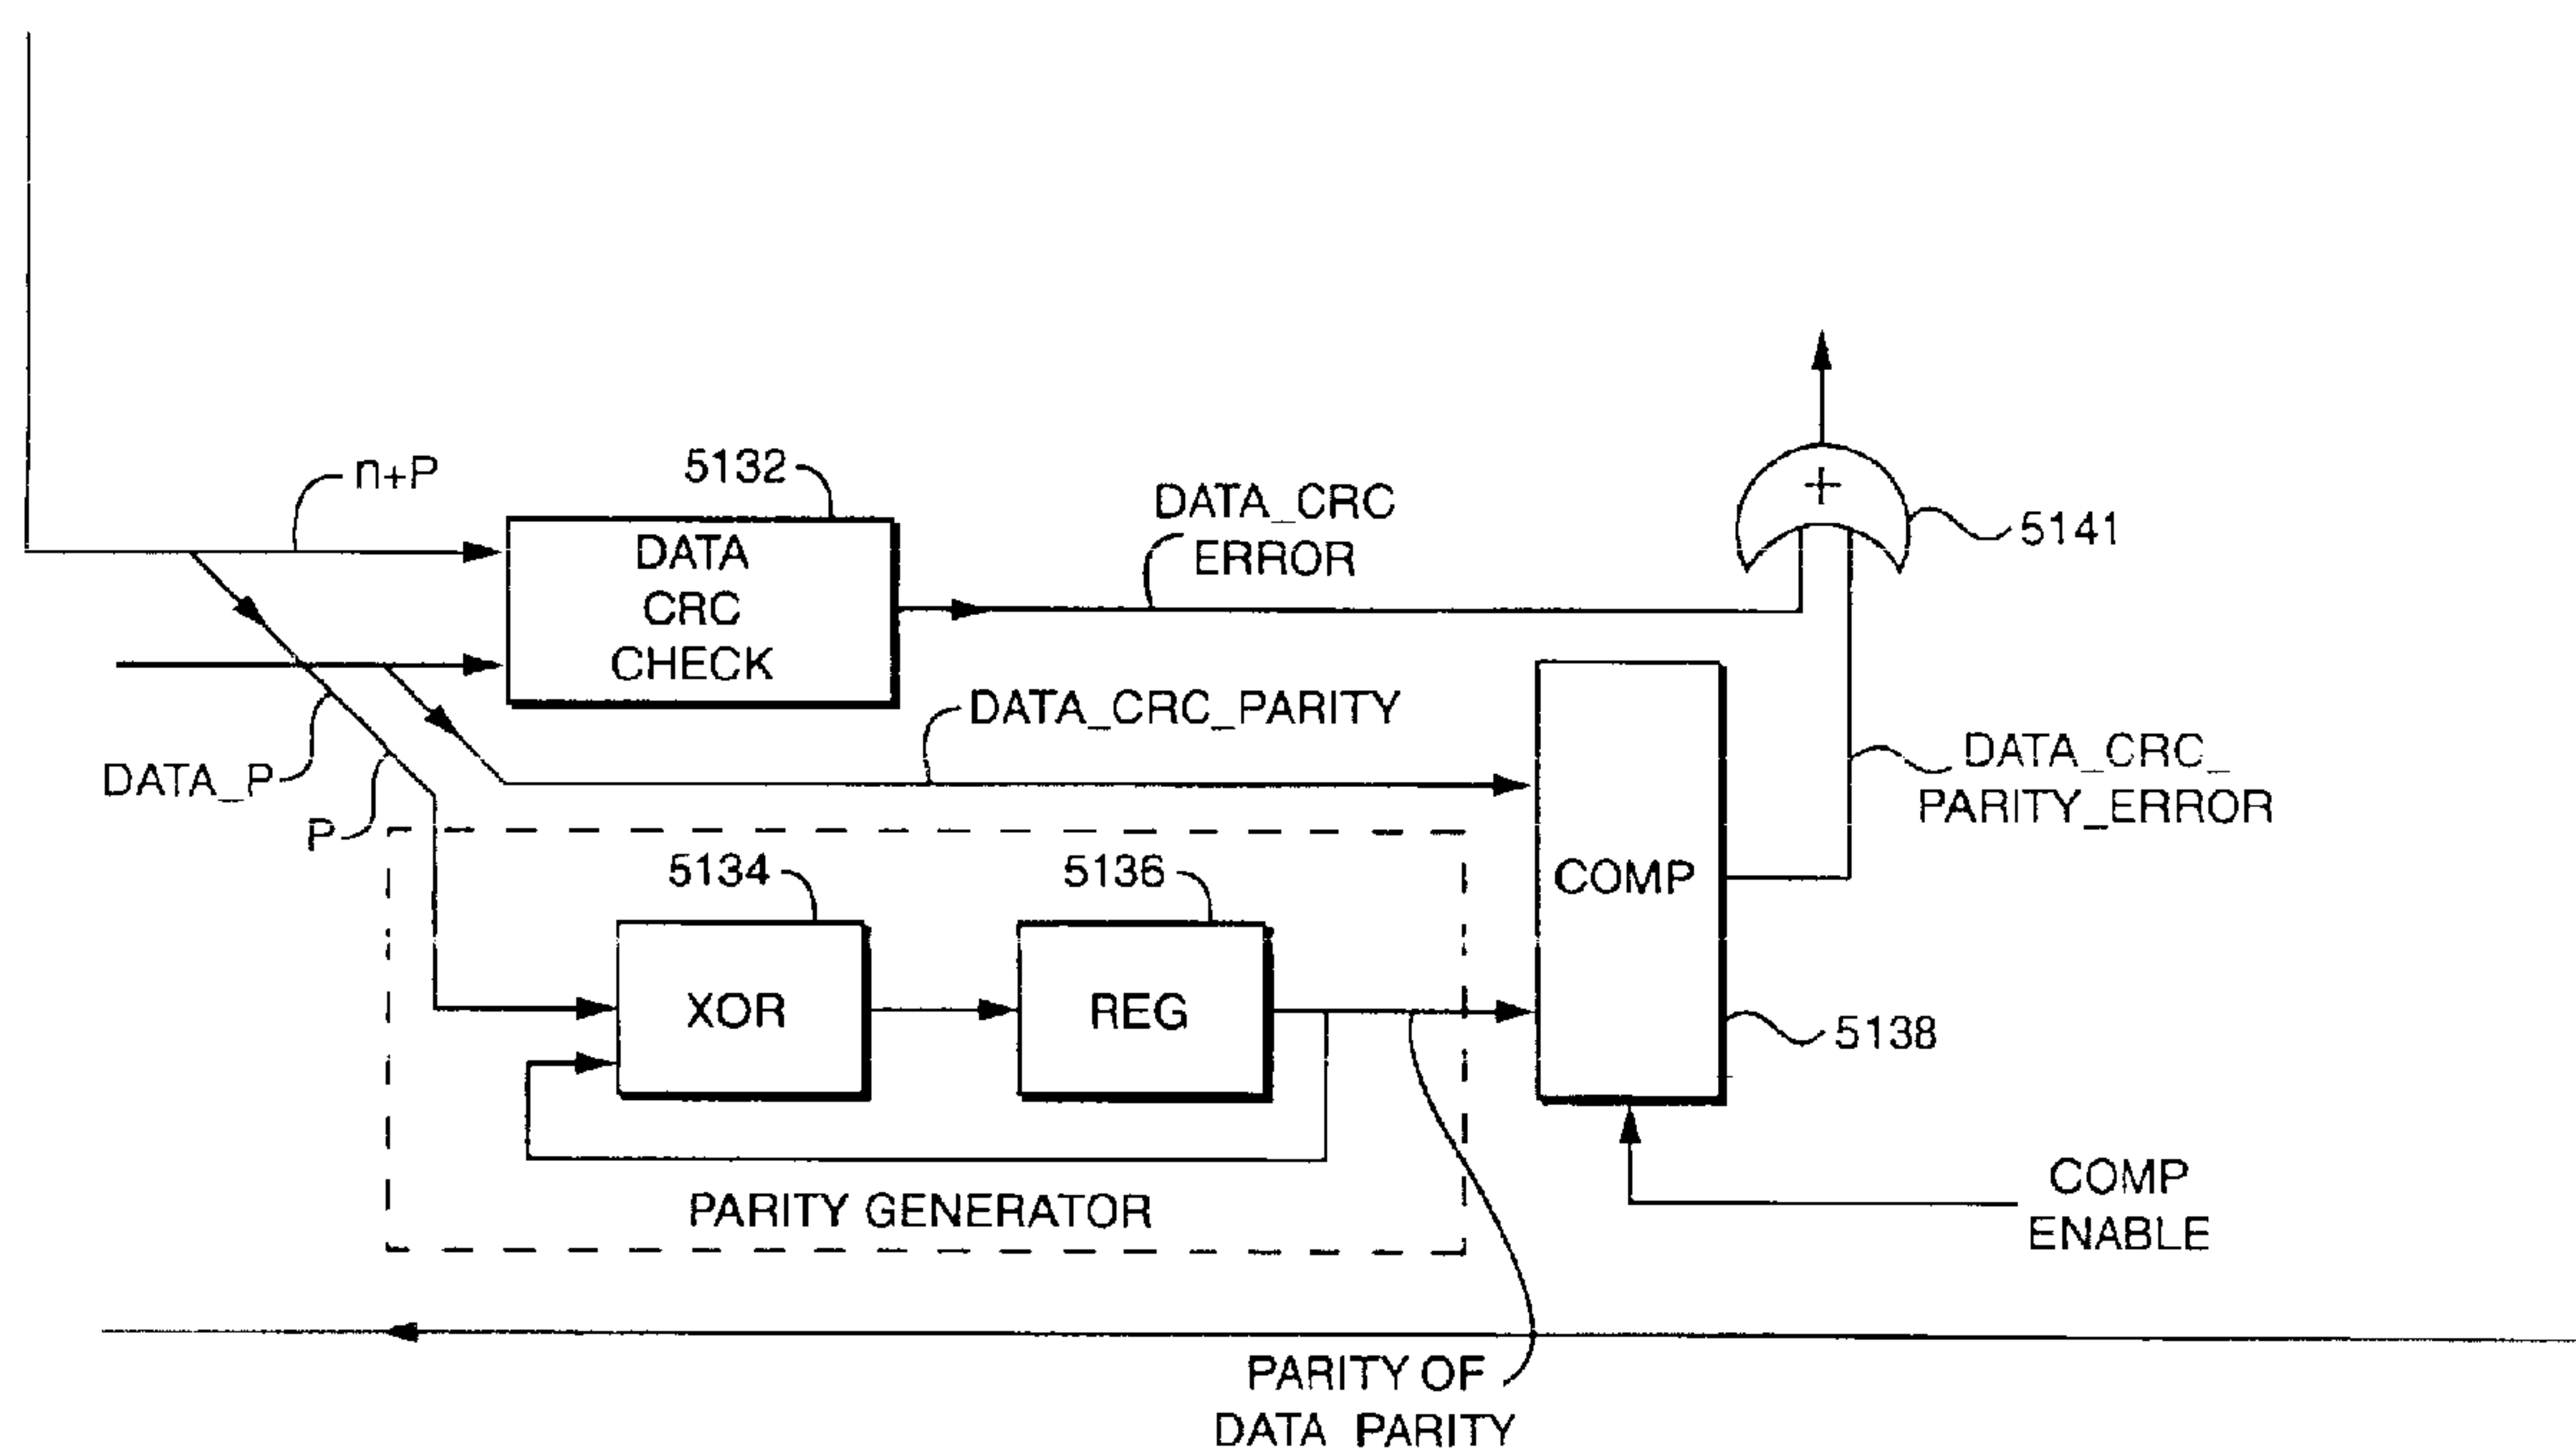 n+P
5132
DATA
CRC
CHECK
DATA_CRC
ERROR
5141
DATA_CRC_PARITY
DATA_P
P
DATA_CRC_
PARITY_ERROR
5134
5136
COMP
XOR
REG
5138
PARITY GENERATOR
COMP
ENABLE
PARITY OF
DATA PARITY
+